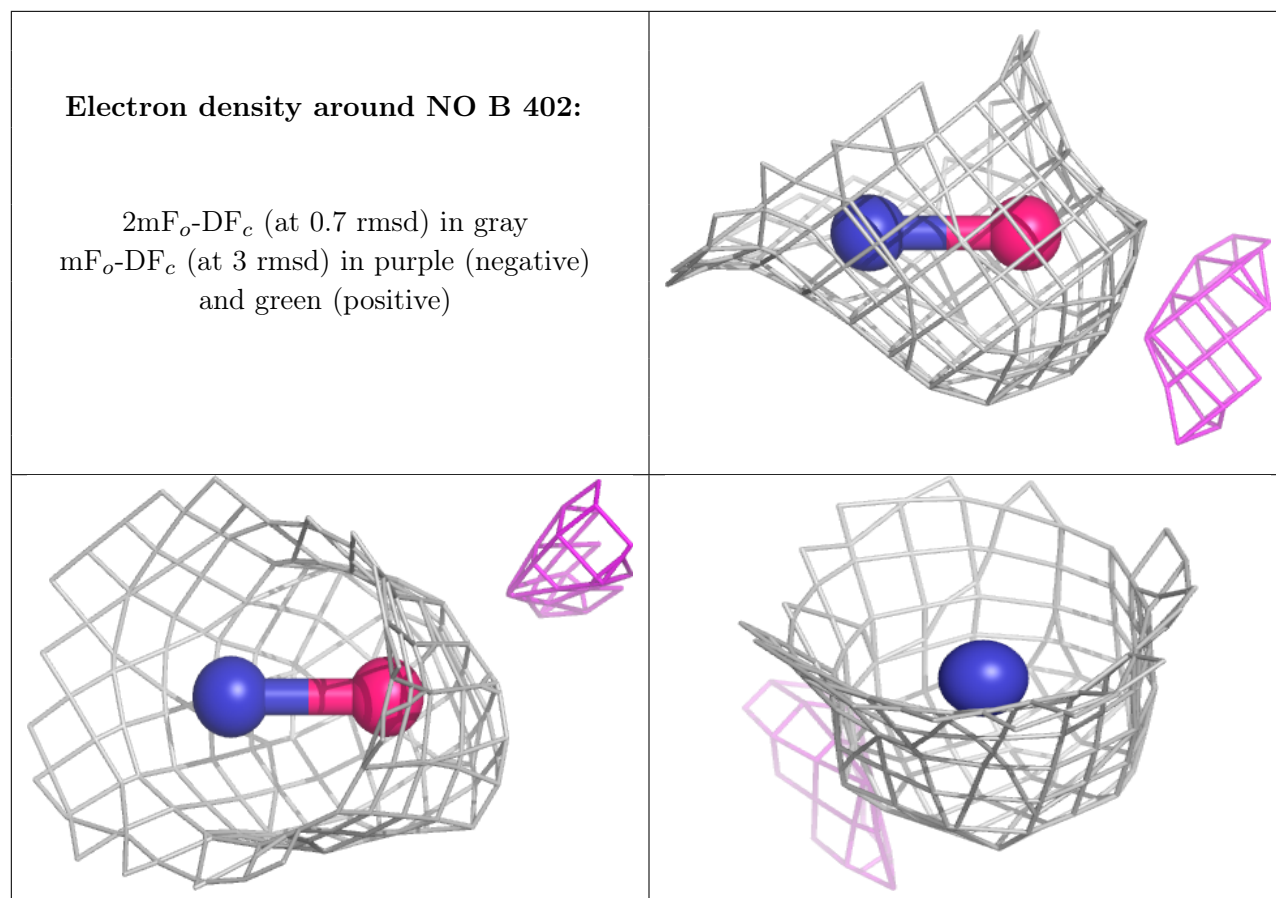 Electron density around NO B 402:
2mFo-DFc (at 0.7 rmsd) in gray
mFo-DFc (at 3 rmsd) in purple (negative)
and green (positive)